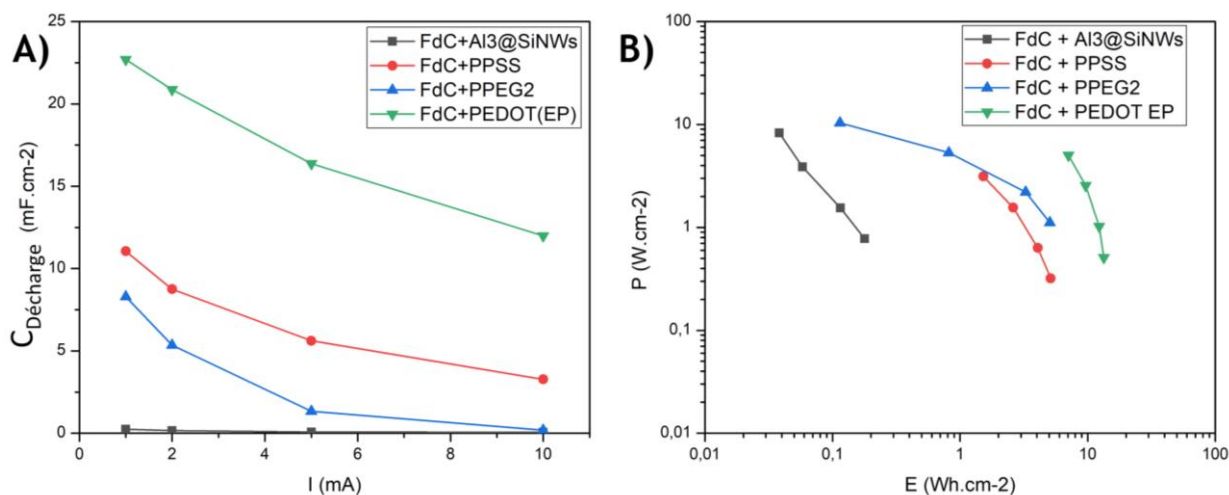 A)
25
20
15
10
5
0
C Décharge (mF.cm-2)
0
2
4
6
8
10
I (mA)
FdC+Al3@SiNWs
FdC+PPSS
FdC+PPEG2
FdC+PEDOT(EP)
B)
100
10
1
0,1
0,01
P (W.cm-2)
0,01
0,1
1
10
100
E (Wh.cm-2)
FdC + Al3@SiNWs
FdC + PPSS
FdC + PPEG2
FdC + PEDOT EP